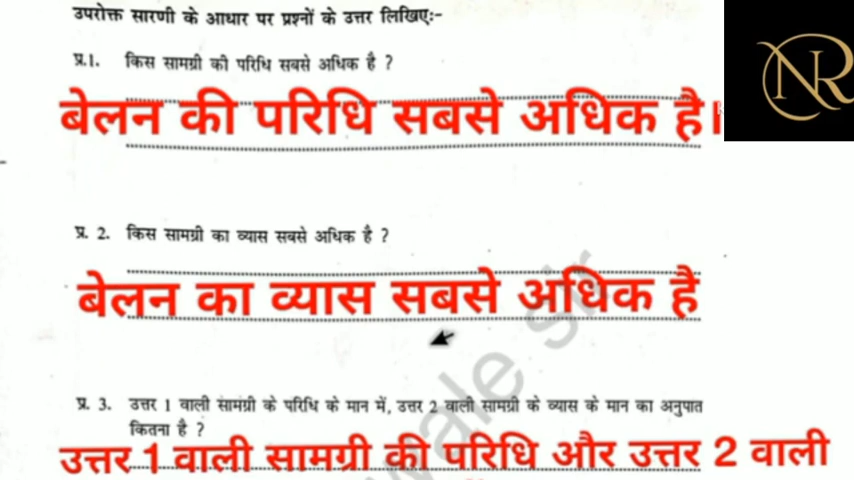 उपरोक्त सारणी के आधार पर प्रश्नों के उत्तर लिखिएः-
प्र.1. किस सामग्री की परिधि सबसे अधिक है ?
बेलन की परिधि सबसे अधिक है।
NR
प्र. 2. किस सामग्री का व्यास सबसे अधिक है ?
बेलन का व्यास सबसे अधिक है
प्र. 3. उत्तर 1 वाली सामग्री के परिधि के मान में, उत्तर 2 वाली सामग्री के व्यास के मान का अनुपात
कितना है ?
उत्तर 1 वाली सामग्री की परिधि और उत्तर 2 वाली
wale sir